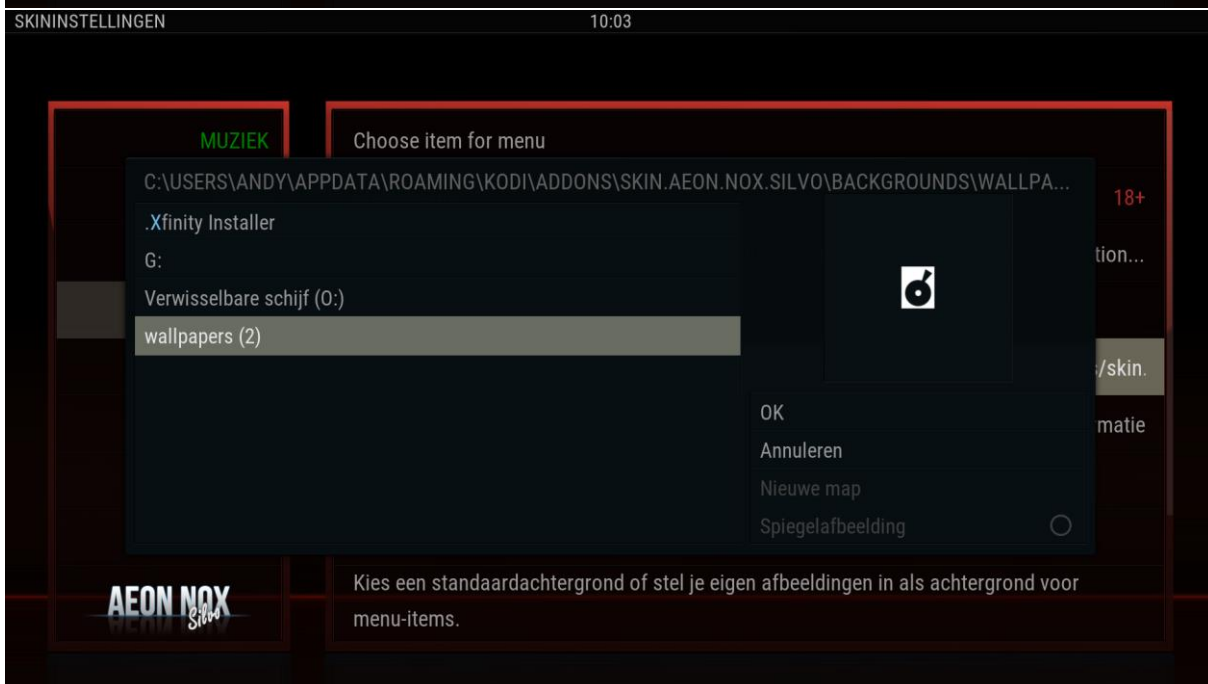 SKININSTELLINGEN 10:03
MUZIEK
Choose item for menu
C:\USERS\ANDY\APPDATA\ROAMING\KODI\ADDONS\SKIN.AEON.NOX.SILVO\BACKGROUNDS\WALLPA...
18+
.Xfinity Installer
tion...
G:
Verwisselbare schijf (O:)
wallpapers (2)
s/skin.
OK
matie
Annuleren
Nieuwe map
Spiegelafbeelding
Kies een standaardachtergrond of stel je eigen afbeeldingen in als achtergrond voor
menu-items.
AEON NOX
Silvo